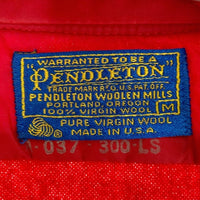 "WARRANTED TO BE A"
PENDLETON®
TRADE MARK REG. U.S. PAT. OFF.
PENDLETON WOOLEN MILLS
PORTLAND, OREGON
100% VIRGIN WOOL M
PURE VIRGIN WOOL
MADE IN U.S.A.
037 · 300-LS